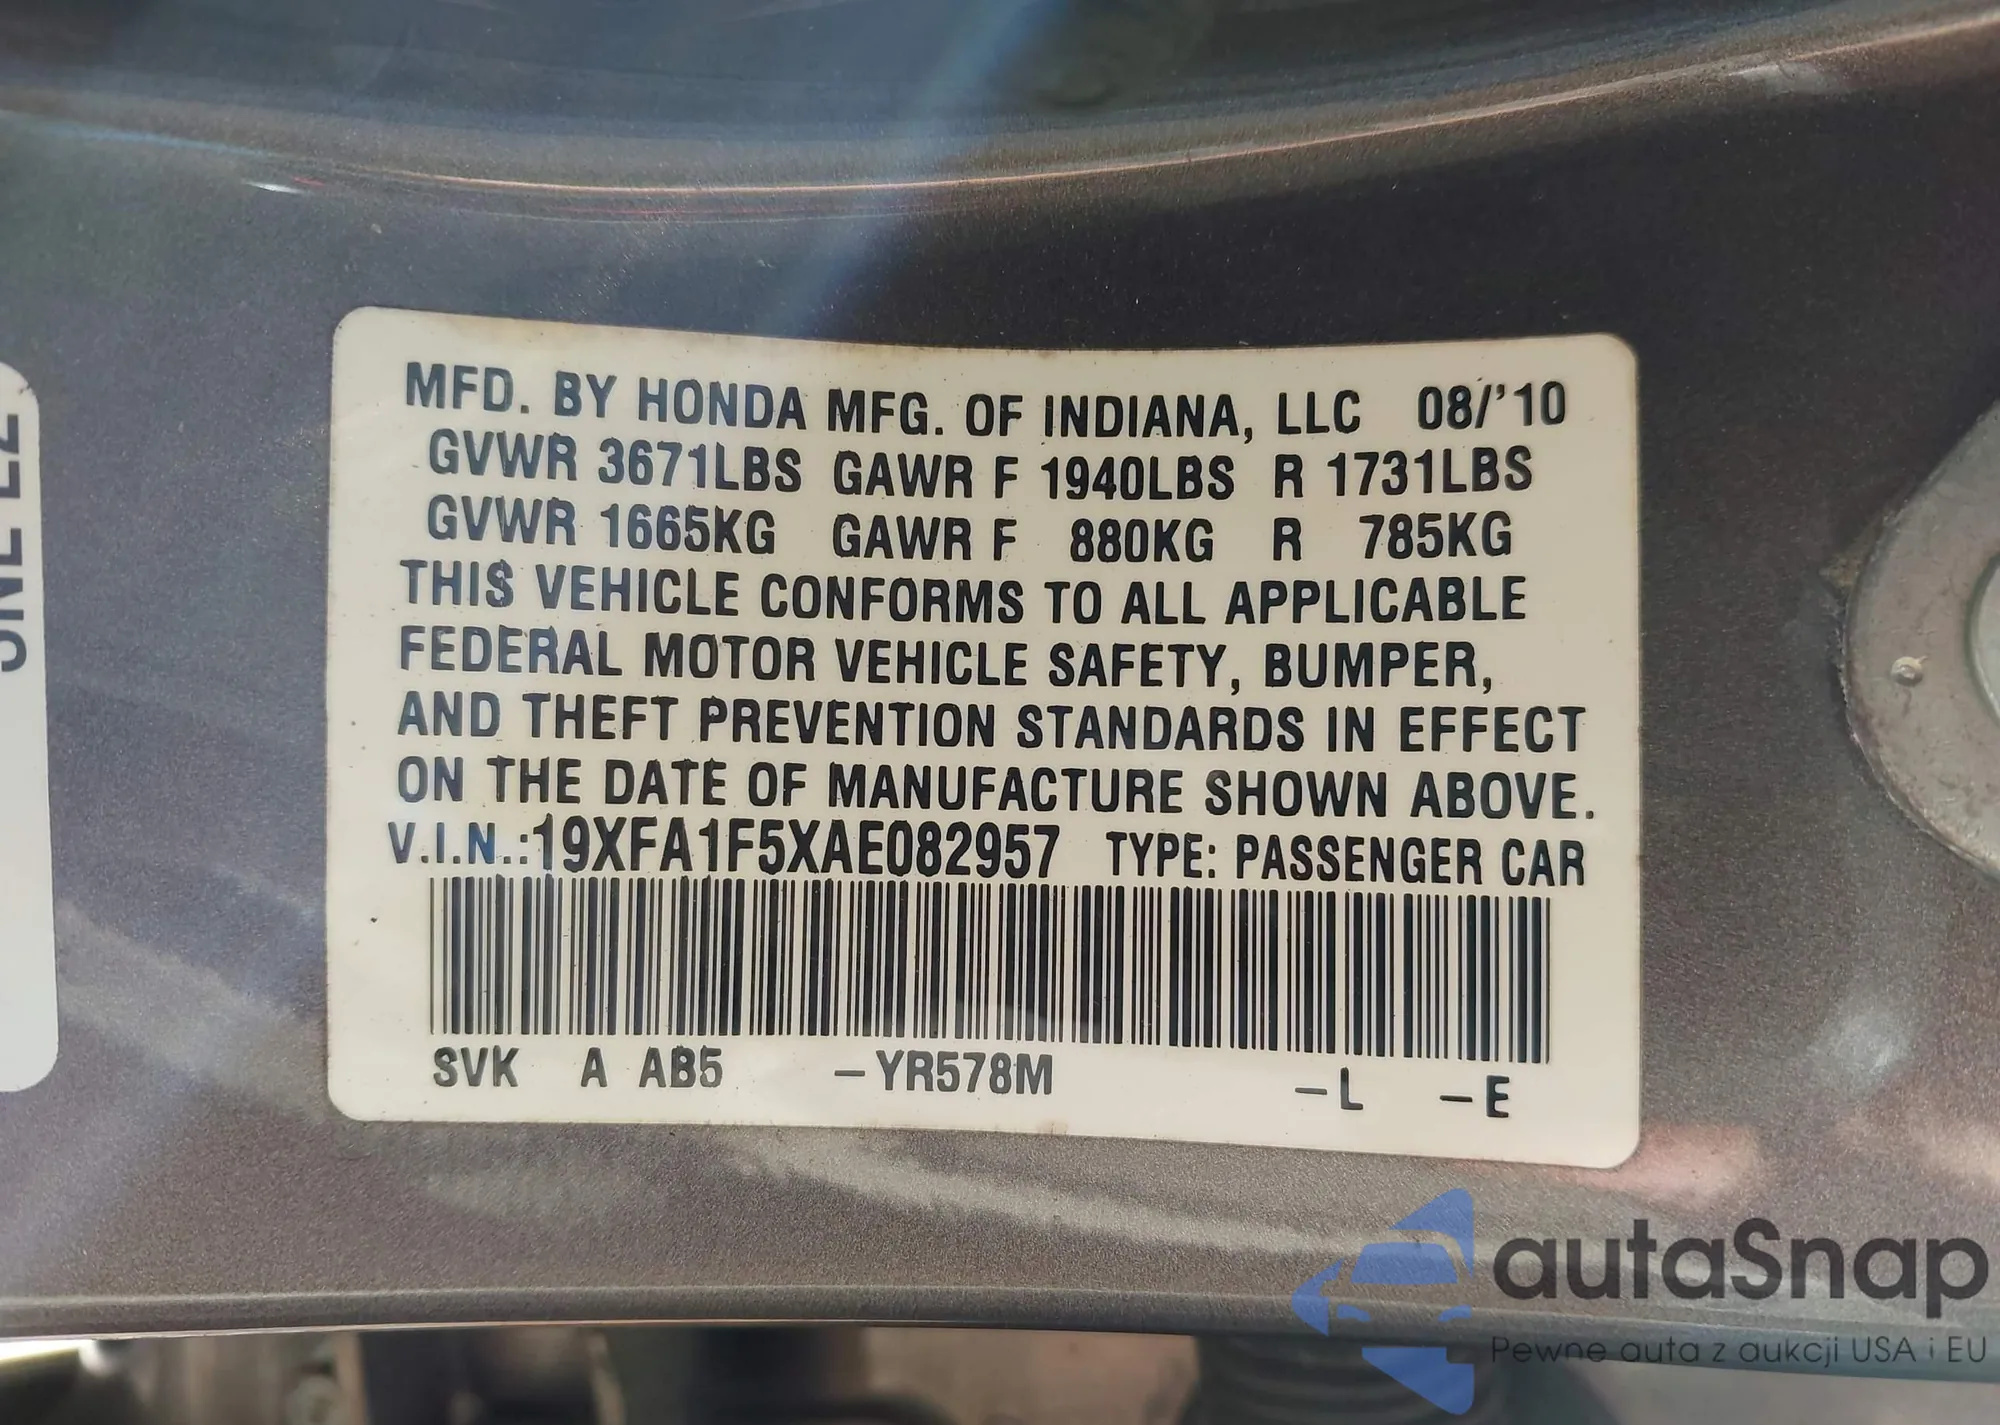 MFD. BY HONDA MFG. OF INDIANA, LLC 08/'10
GVWR 3671LBS GAWR F 1940LBS R 1731LBS
GVWR 1665KG GAWR F 880KG R 785KG
THIS VEHICLE CONFORMS TO ALL APPLICABLE
FEDERAL MOTOR VEHICLE SAFETY, BUMPER,
AND THEFT PREVENTION STANDARDS IN EFFECT
ON THE DATE OF MANUFACTURE SHOWN ABOVE.
V.I.N.:19XFA1F5XAE082957 TYPE: PASSENGER CAR
SVK A AB5 –YR578M –L –E
autaSnap
Pewne auta z aukcji USA i EU